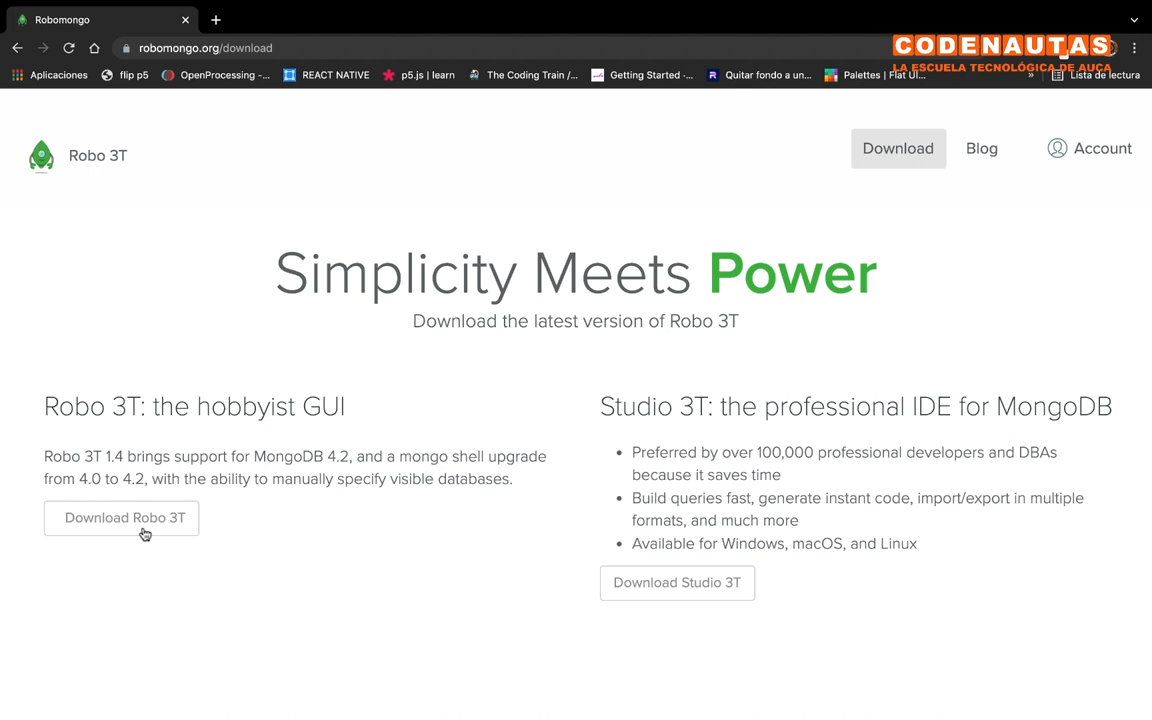 Robomongo
robomongo.org/download
CODENAUTAS
LA ESCUELA TECNOLÓGICA DE AUCA
Aplicaciones flip p5 OpenProcessing -... REACT NATIVE p5.js | learn The Coding Train /... Getting Started -... Quitar fondo a un... Palettes | Flat UI... » Lista de lectura
Robo 3T
Download Blog Account
Simplicity Meets Power
Download the latest version of Robo 3T
Robo 3T: the hobbyist GUI
Robo 3T 1.4 brings support for MongoDB 4.2, and a mongo shell upgrade
from 4.0 to 4.2, with the ability to manually specify visible databases.
Download Robo 3T
Studio 3T: the professional IDE for MongoDB
Preferred by over 100,000 professional developers and DBAs
because it saves time
Build queries fast, generate instant code, import/export in multiple
formats, and much more
Available for Windows, macOS, and Linux
Download Studio 3T